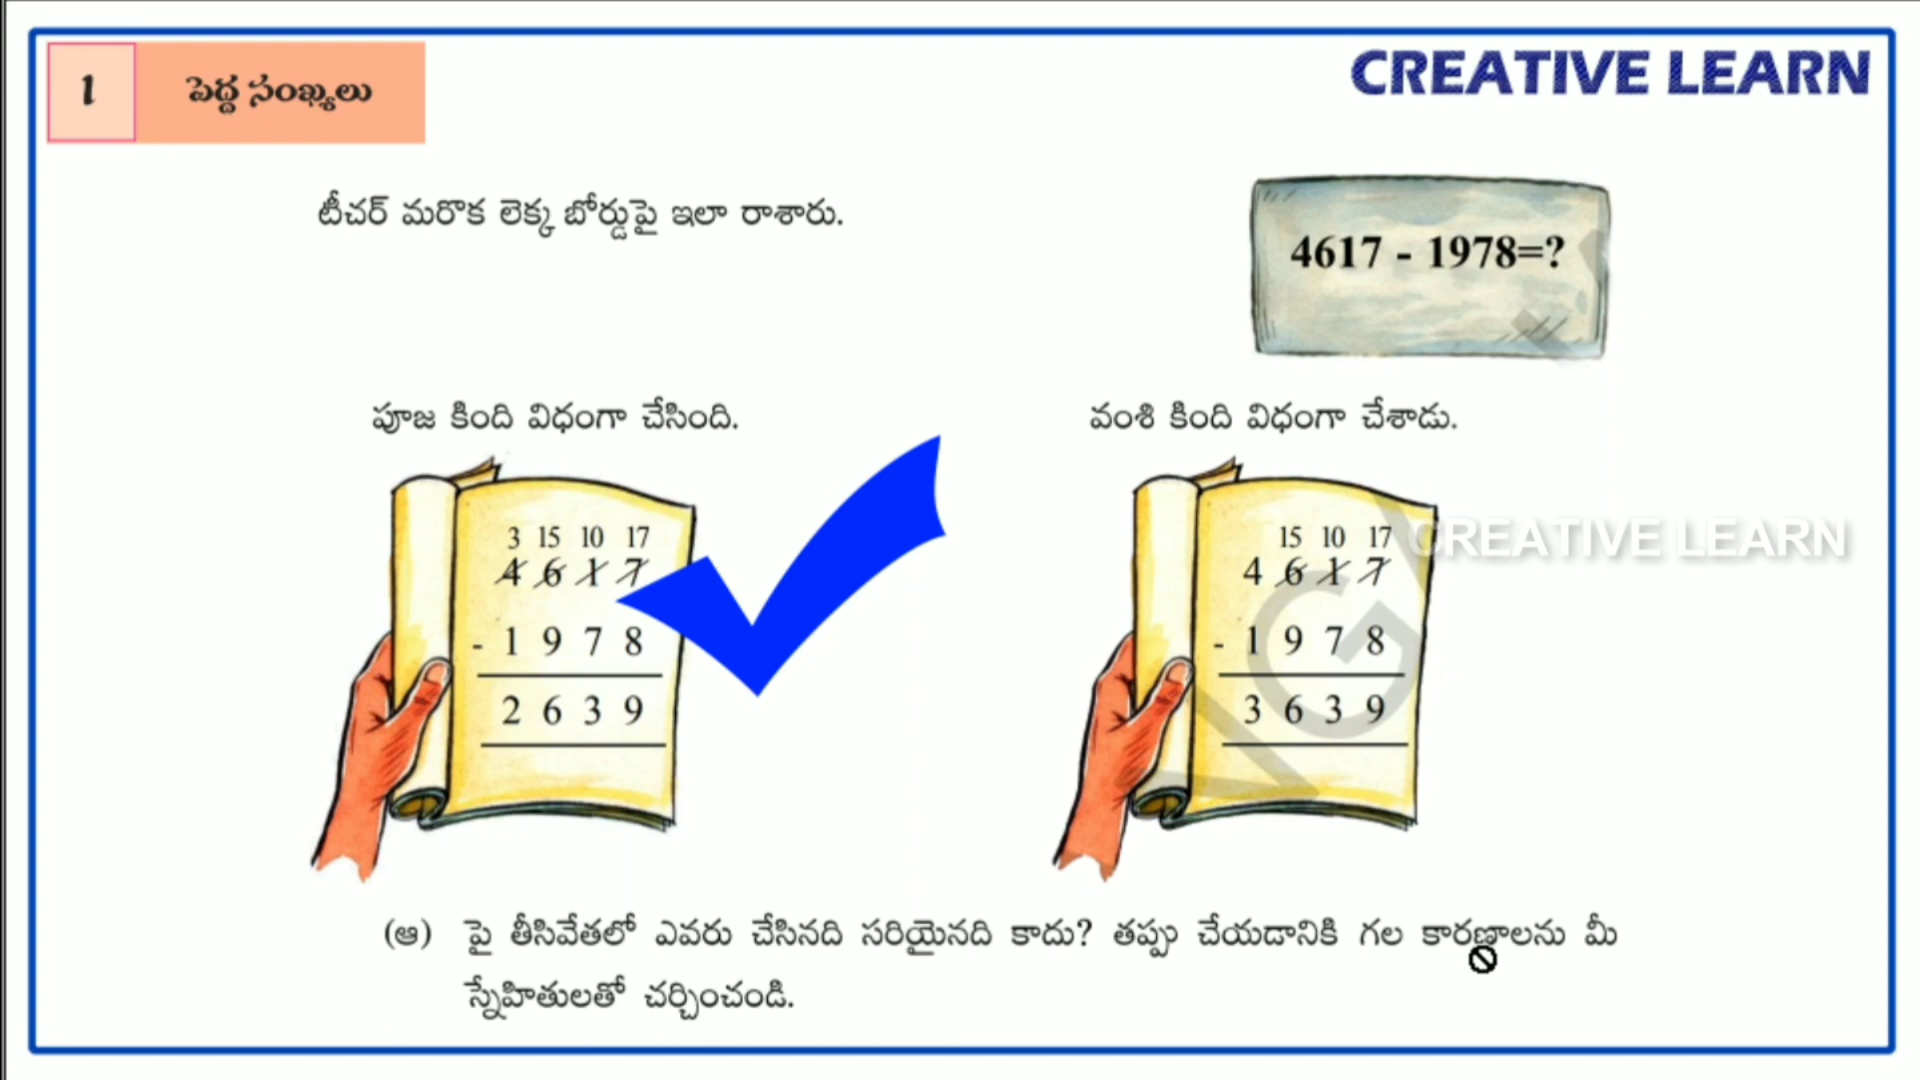 1 పెద్ద సంఖ్యలు
CREATIVE LEARN
టీచర్ మరొక లెక్క బోర్డుపై ఇలా రాశారు.
4617 - 1978=?
పూజ కింది విధంగా చేసింది.
3 15 10 17
4 6 1 7
- 1 9 7 8
2 6 3 9
వంశి కింది విధంగా చేశాడు.
15 10 17
4 6 1 7
- 1 9 7 8
3 6 3 9
CREATIVE LEARN
(ఆ) పై తీసివేతలో ఎవరు చేసినది సరియైనది కాదు? తప్పు చేయడానికి గల కారణాలను మీ
స్నేహితులతో చర్చించండి.